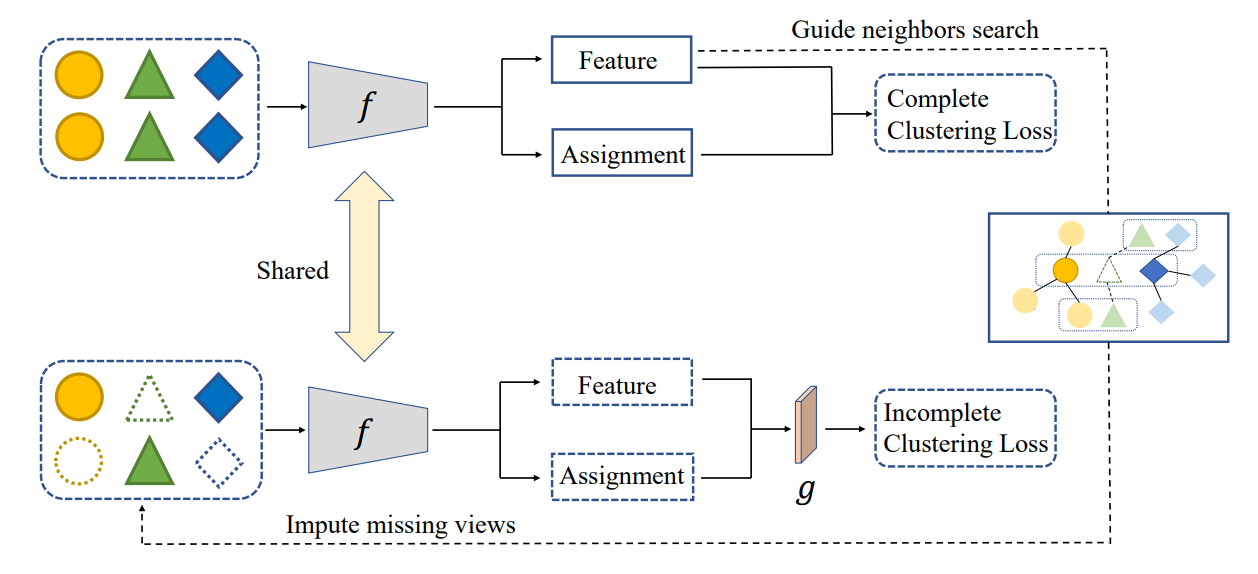 Guide neighbors search
Feature
f
Complete
Clustering Loss
Assignment
Shared
Feature
f
Incomplete
Clustering Loss
Assignment
g
Impute missing views